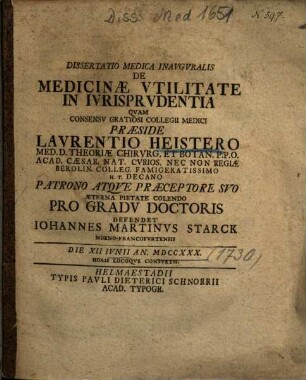 Diss. Med 1651
N 597.
DISSERTATIO MEDICA INAVGVRALIS
DE
MEDICINÆ VTILITATE
IN IVRISPRVDENTIA
QVAM
CONSENSV GRATIOSI COLLEGII MEDICI
PRÆSIDE
LAVRENTIO HEISTERO
MED. D. THEORIÆ CHIRVRG. ET BOTAN. P. P. O.
ACAD. CÆSAR. NAT. CVRIOS. NEC NON REGIÆ
BEROLIN. COLLEG. FAMIGERATISSIMO
H. T. DECANO
PATRONO ATQVE PRÆCEPTORE SVO
ÆTERNA PIETATE COLENDO
PRO GRADV DOCTORIS
DEFENDET
IOHANNES MARTINVS STARCK
MOENO-FRANCOFVRTENSIS
DIE XII IVNII AN. MDCCXXX.
(1730)
HORIS LOCOQVE CONSVETIS.
HELMAESTADII
TYPIS PAVLI DIETERICI SCHNORRII
ACAD. TYPOGR.